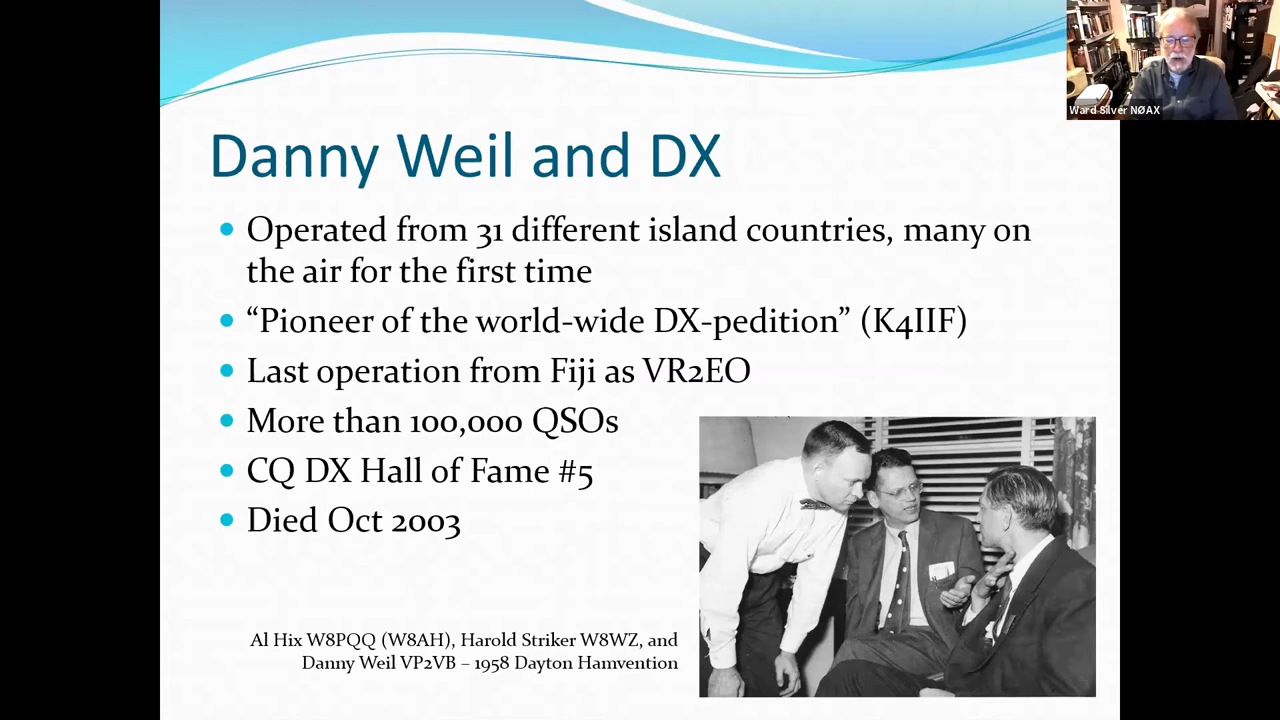 Ward Silver NØAX
Danny Weil and DX
Operated from 31 different island countries, many on
the air for the first time
“Pioneer of the world-wide DX-pedition” (K4IIF)
Last operation from Fiji as VR2EO
More than 100,000 QSOs
CQ DX Hall of Fame #5
Died Oct 2003
Al Hix W8PQQ (W8AH), Harold Striker W8WZ, and
Danny Weil VP2VB – 1958 Dayton Hamvention